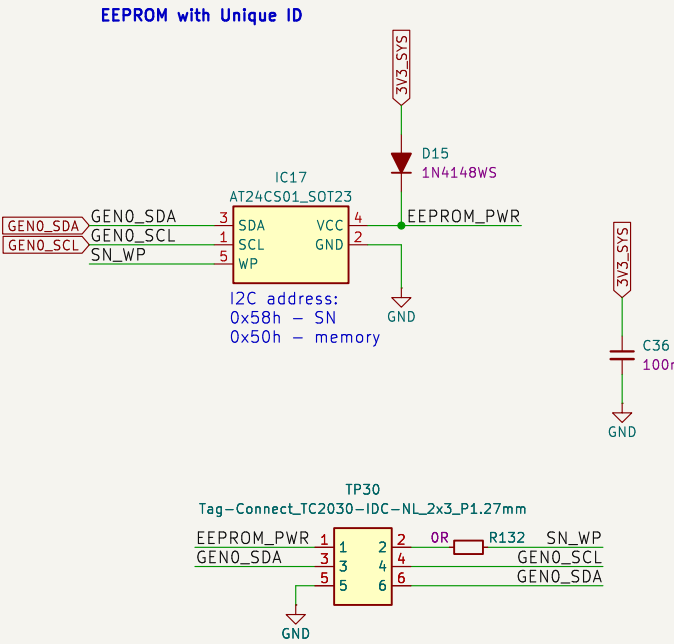 EEPROM with Unique ID
3V3_SYS
D15
1N4148WS
IC17
AT24CS01_SOT23
GEN0_SDA GEN0_SDA 3 SDA VCC 4 EEPROM_PWR
GEN0_SCL GEN0_SCL 1 SCL GND 2
SN_WP 5 WP
3V3_SYS
I2C address:
0x58h – SN
0x50h – memory
GND
C36
100n
GND
TP30
Tag-Connect_TC2030-IDC-NL_2x3_P1.27mm
EEPROM_PWR 1 1 2 2 0R R132 SN_WP
GEN0_SDA 3 3 4 4 GEN0_SCL
5 5 6 6 GEN0_SDA
GND